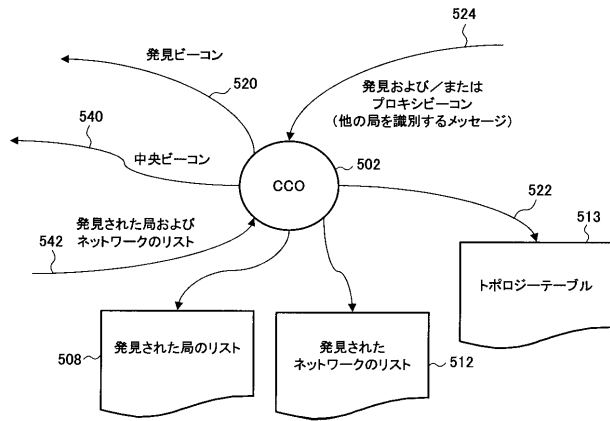 524
発見ビーコン
520
発見および／または
プロキシビーコン
（他の局を識別するメッセージ）
540
中央ビーコン
502
CCO
522
発見された局および
ネットワークのリスト
542
513
トポロジーテーブル
発見された局のリスト
508
発見された
ネットワークのリスト
512